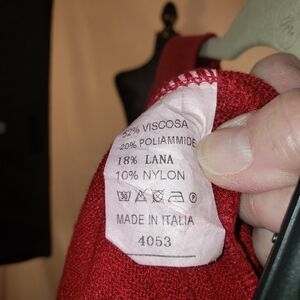 52% VISCOSA
20% POLIAMMIDE
18% LANA
10% NYLON
MADE IN ITALIA
4053